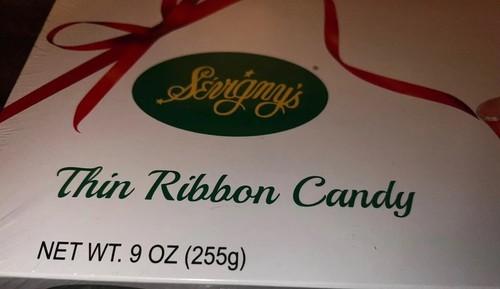 Sevigny's
Thin Ribbon Candy
NET WT. 9 OZ (255g)